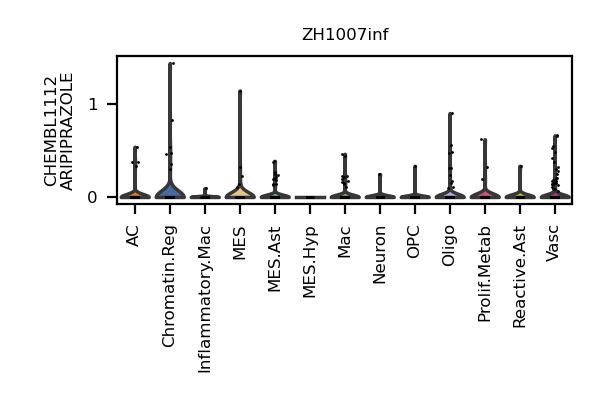 ZH1007inf
CHEMBL1112
ARIPIPRAZOLE
1
0
AC
Chromatin.Reg
Inflammatory.Mac
MES
MES.Ast
MES.Hyp
Mac
Neuron
OPC
Oligo
Prolif.Metab
Reactive.Ast
Vasc